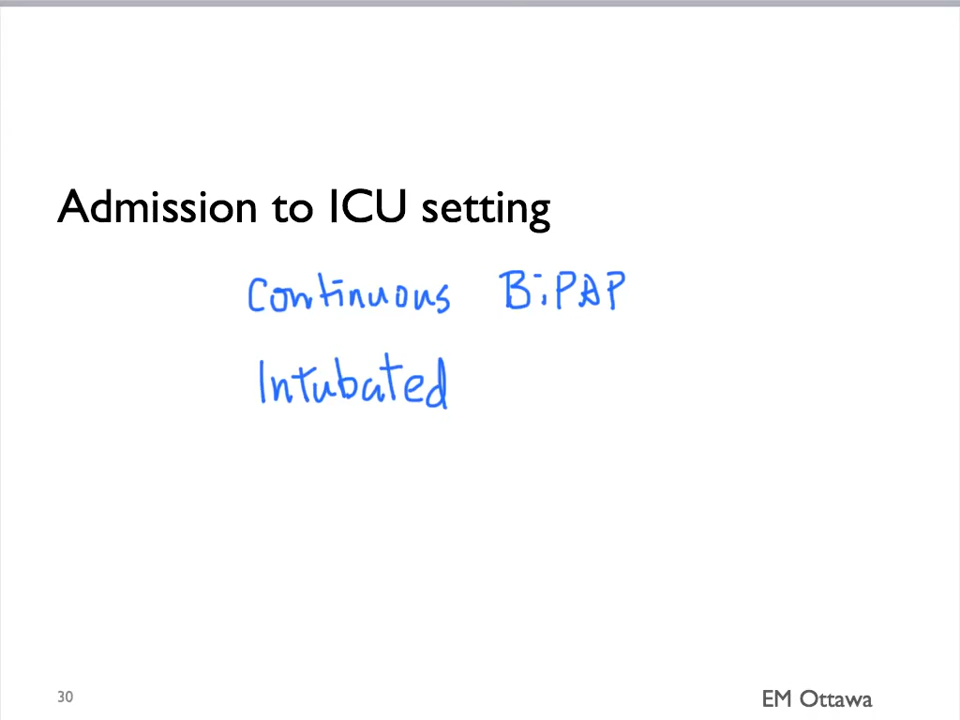 Admission to ICU setting
Continuous BiPAP
Intubated
30
EM Ottawa